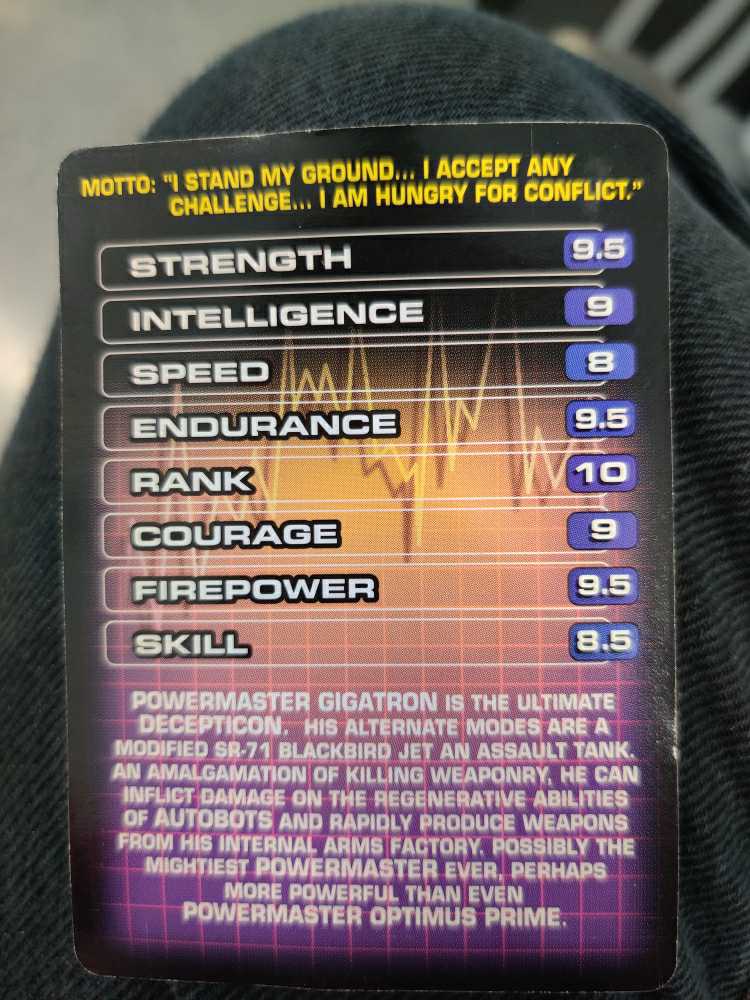 MOTTO: "I STAND MY GROUND... I ACCEPT ANY
CHALLENGE... I AM HUNGRY FOR CONFLICT."
STRENGTH 9.5
INTELLIGENCE 9
SPEED 8
ENDURANCE 9.5
RANK 10
COURAGE 9
FIREPOWER 9.5
SKILL 8.5
POWERMASTER GIGATRON IS THE ULTIMATE
DECEPTICON. HIS ALTERNATE MODES ARE A
MODIFIED SR-71 BLACKBIRD JET AN ASSAULT TANK.
AN AMALGAMATION OF KILLING WEAPONRY, HE CAN
INFLICT DAMAGE ON THE REGENERATIVE ABILITIES
OF AUTOBOTS AND RAPIDLY PRODUCE WEAPONS
FROM HIS INTERNAL ARMS FACTORY. POSSIBLY THE
MIGHTIEST POWERMASTER EVER, PERHAPS
MORE POWERFUL THAN EVEN
POWERMASTER OPTIMUS PRIME.